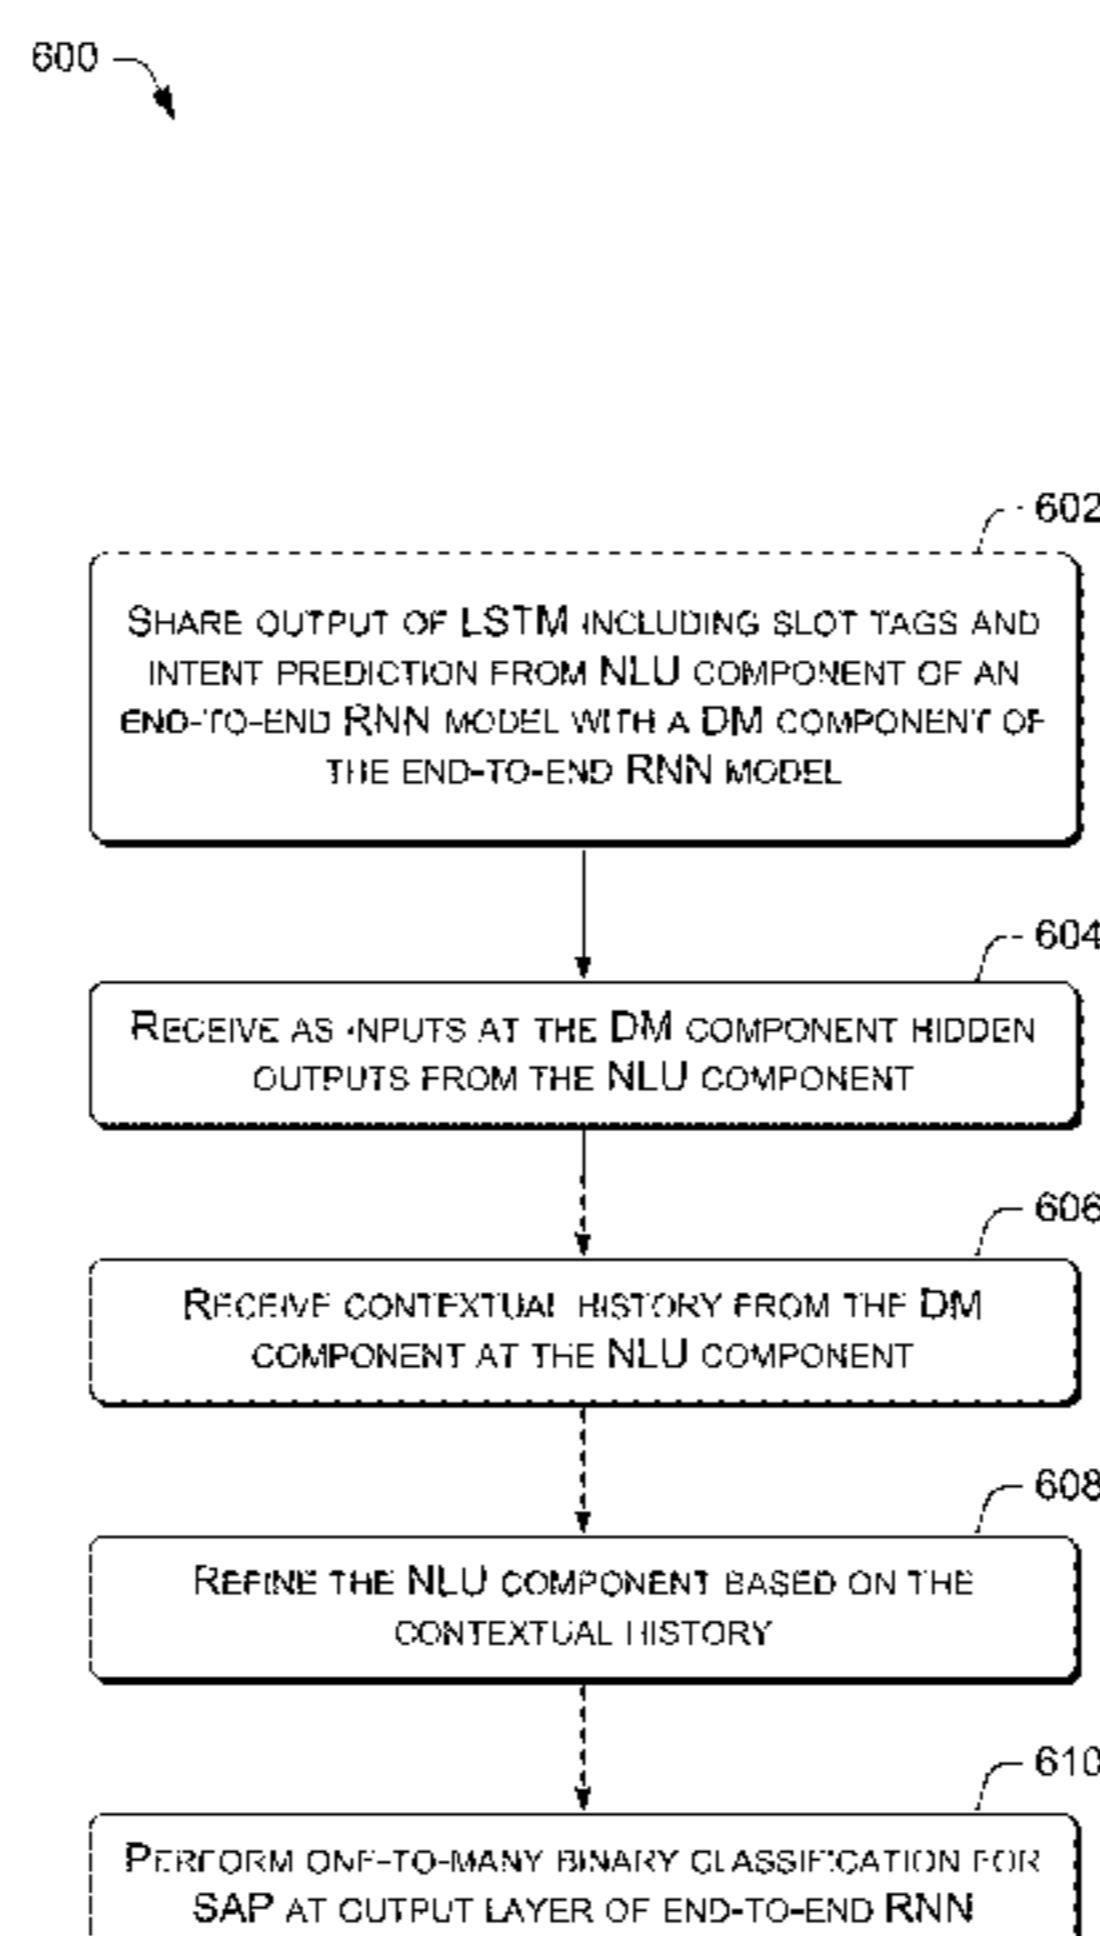 600
602
SHARE OUTPUT OF LSTM INCLUDING SLOT TAGS AND
INTENT PREDICTION FROM NLU COMPONENT OF AN
END-TO-END RNN MODEL WITH A DM COMPONENT OF
THE END-TO-END RNN MODEL
604
RECEIVE AS INPUTS AT THE DM COMPONENT HIDDEN
OUTPUTS FROM THE NLU COMPONENT
606
RECEIVE CONTEXTUAL HISTORY FROM THE DM
COMPONENT AT THE NLU COMPONENT
608
REFINE THE NLU COMPONENT BASED ON THE
CONTEXTUAL HISTORY
610
PERFORM ONE-TO-MANY BINARY CLASSIFICATION FOR
SAP AT OUTPUT LAYER OF END-TO-END RNN